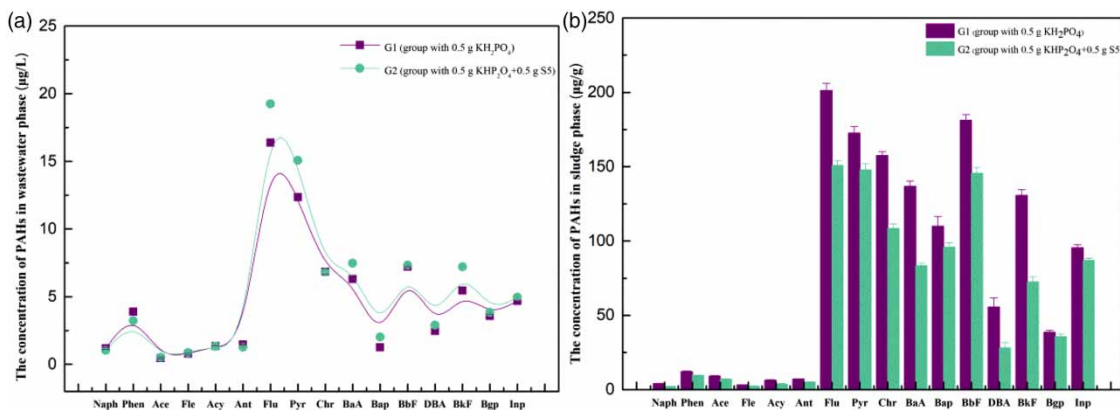 (a)
25
20
15
10
5
0
The concentration of PAHs in wastewater phase (μg/L)
G1 (group with 0.5 g KH₂PO₄)
G2 (group with 0.5 g KHP₂O₄+0.5 g S5)
Naph Phen Ace Fle Acy Ant Flu Pyr Chr BaA Bap BbF DBA BkF Bgp Inp
(b)
250
200
150
100
50
0
The concentration of PAHs in sludge phase (μg/g)
G1 (group with 0.5 g KH₂PO₄)
G2 (group with 0.5 g KHP₂O₄+0.5 g S5
Naph Phen Ace Fle Acy Ant Flu Pyr Chr BaA Bap BbF DBA BkF Bgp Inp